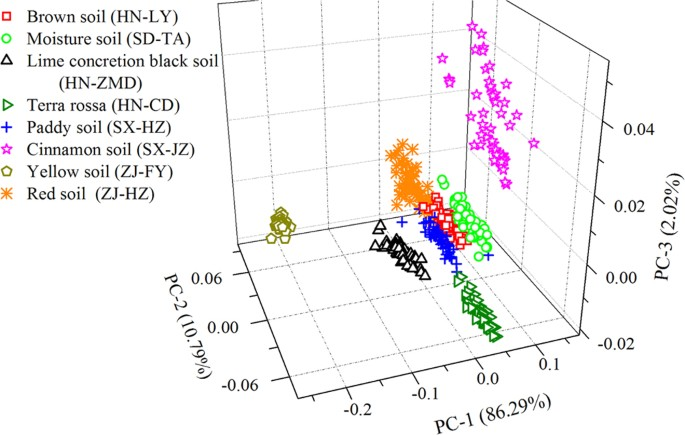 Brown soil (HN-LY)
Moisture soil (SD-TA)
Lime concretion black soil
(HN-ZMD)
Terra rossa (HN-CD)
Paddy soil (SX-HZ)
Cinnamon soil (SX-JZ)
Yellow soil (ZJ-FY)
Red soil (ZJ-HZ)
0.04
0.02
0.00
-0.02
PC-3 (2.02%)
0.06
0.00
-0.06
PC-2 (10.79%)
-0.2
-0.1
0.0
0.1
PC-1 (86.29%)